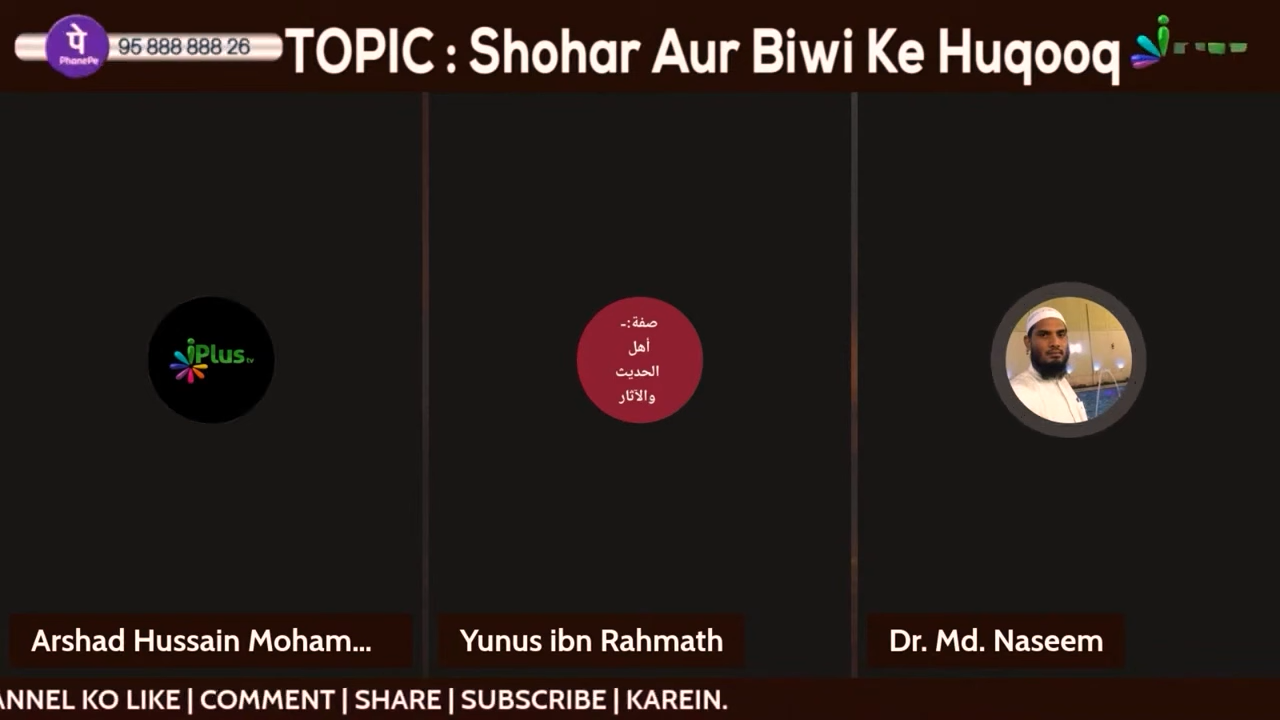 पे
PhonePe
95 888 888 26
TOPIC : Shohar Aur Biwi Ke Huqooq
iPlus tv
صفة:ـ
أهل
الحديث
والآثار
Arshad Hussain Moham...
Yunus ibn Rahmath
Dr. Md. Naseem
ANNEL KO LIKE | COMMENT | SHARE | SUBSCRIBE | KAREIN.